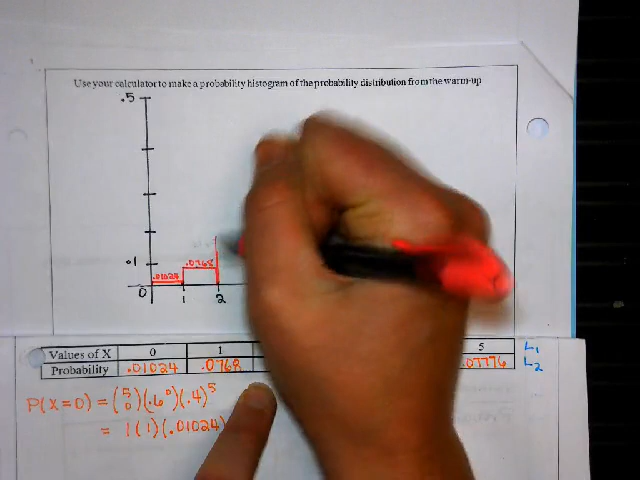 Use your calculator to make a probability histogram of the probability distribution from the warm-up
.5
.1
.01024 .0768
0 1 2
Values of X 0 1 5 L1
Probability .01024 .0768 .07776 L2
P(X=0) = (5 0)(.6⁰)(.4)⁵
= 1(1)(.01024)